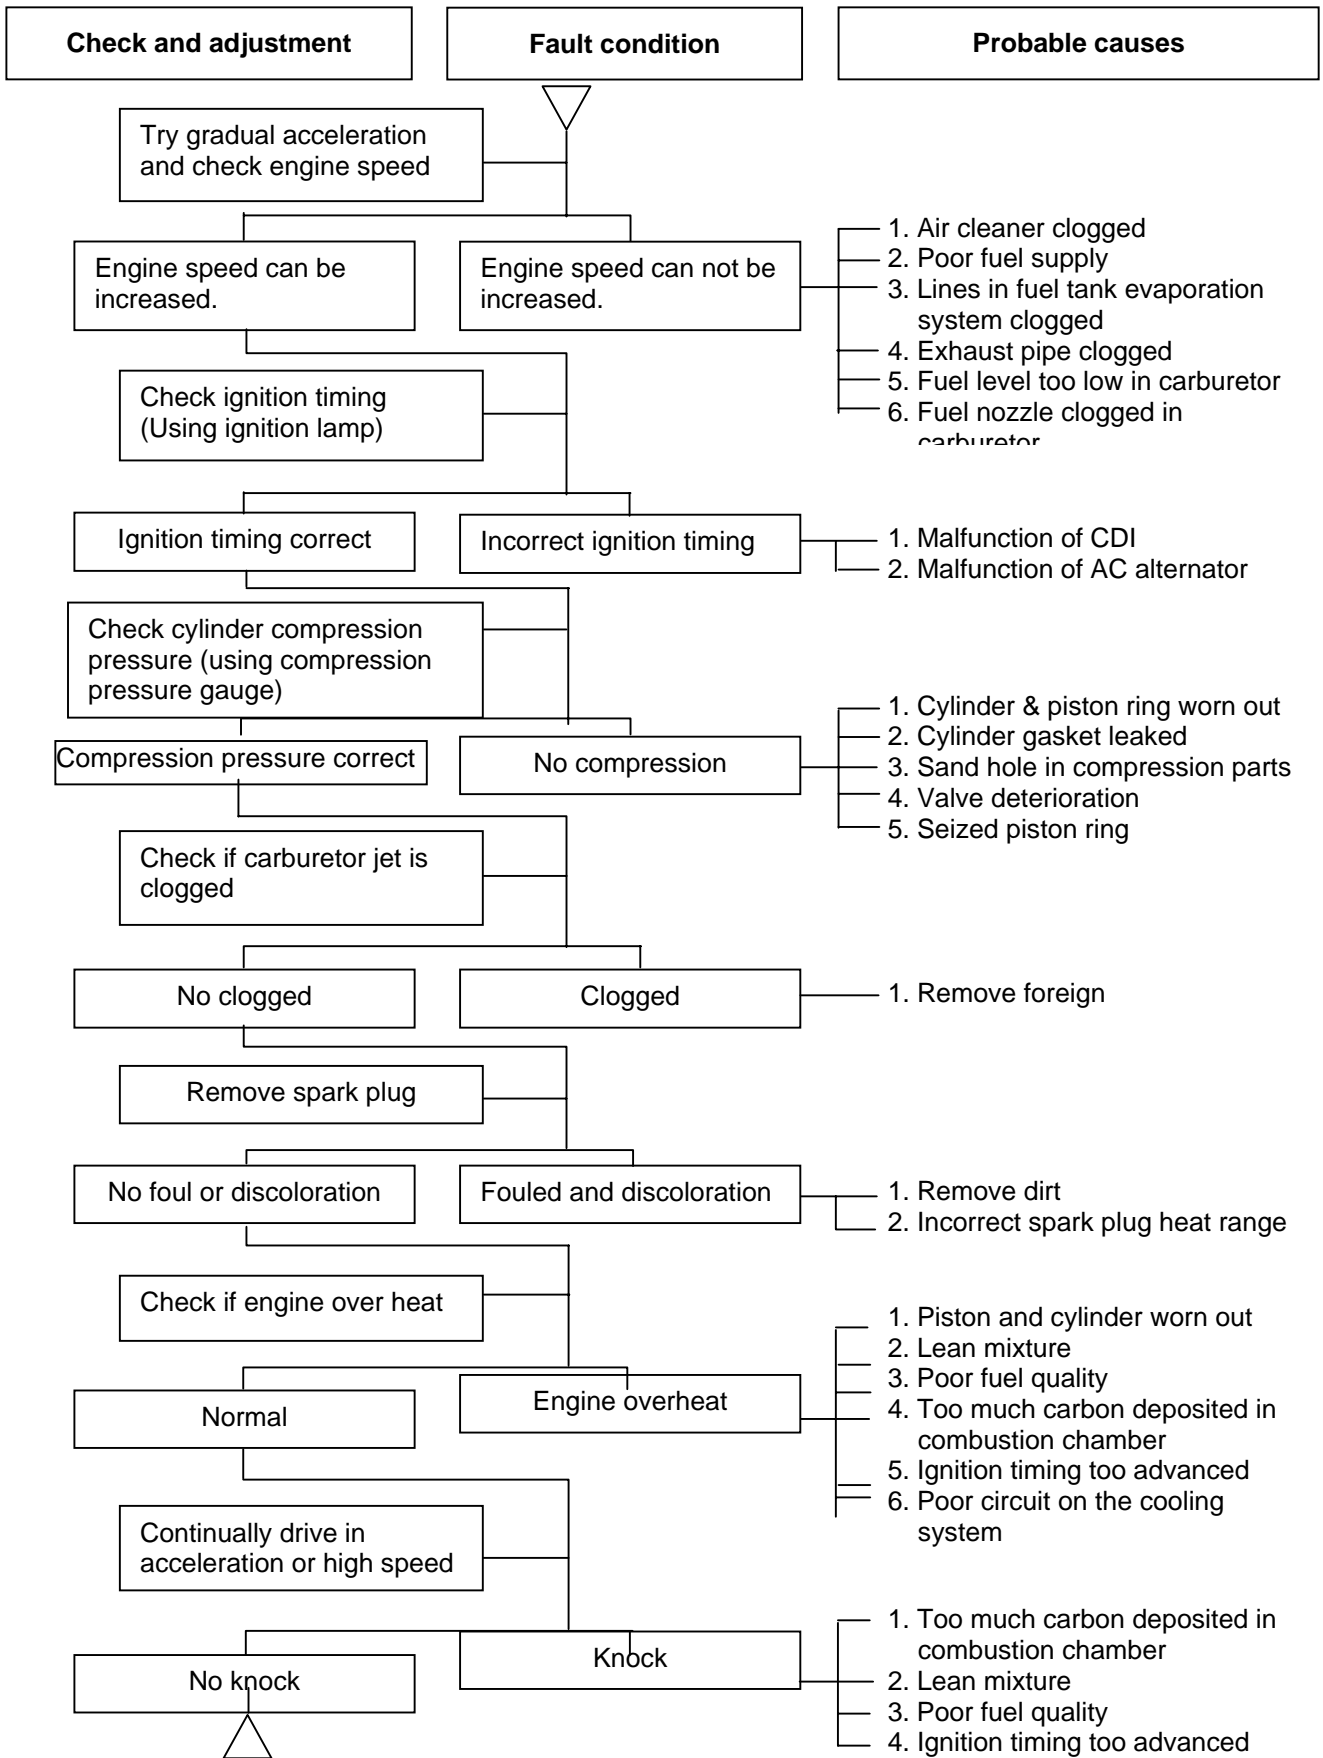 Check and adjustment
Fault condition
Probable causes
Try gradual acceleration
and check engine speed
Engine speed can be
increased.
Engine speed can not be
increased.
1. Air cleaner clogged
2. Poor fuel supply
3. Lines in fuel tank evaporation
system clogged
4. Exhaust pipe clogged
5. Fuel level too low in carburetor
6. Fuel nozzle clogged in
carburetor
Check ignition timing
(Using ignition lamp)
Ignition timing correct
Incorrect ignition timing
1. Malfunction of CDI
2. Malfunction of AC alternator
Check cylinder compression
pressure (using compression
pressure gauge)
Compression pressure correct
No compression
1. Cylinder & piston ring worn out
2. Cylinder gasket leaked
3. Sand hole in compression parts
4. Valve deterioration
5. Seized piston ring
Check if carburetor jet is
clogged
No clogged
Clogged
1. Remove foreign
Remove spark plug
No foul or discoloration
Fouled and discoloration
1. Remove dirt
2. Incorrect spark plug heat range
Check if engine over heat
Normal
Engine overheat
1. Piston and cylinder worn out
2. Lean mixture
3. Poor fuel quality
4. Too much carbon deposited in
combustion chamber
5. Ignition timing too advanced
6. Poor circuit on the cooling
system
Continually drive in
acceleration or high speed
No knock
Knock
1. Too much carbon deposited in
combustion chamber
2. Lean mixture
3. Poor fuel quality
4. Ignition timing too advanced